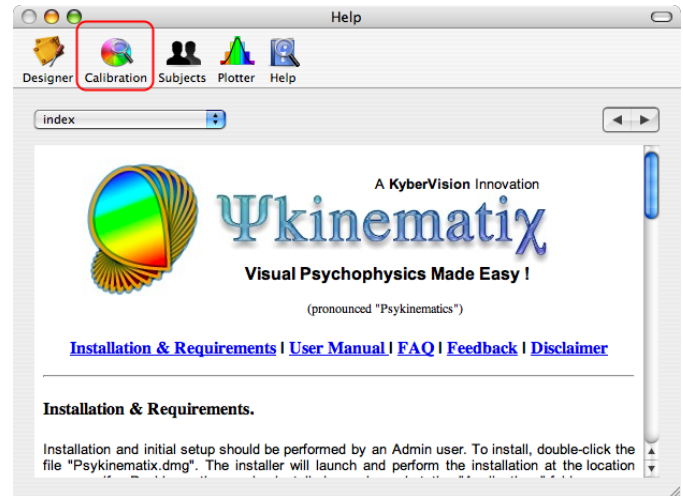 Help
Designer Calibration Subjects Plotter Help
index
A KyberVision Innovation
Ψkinematiχ
Visual Psychophysics Made Easy !
(pronounced "Psykinematics")
Installation & Requirements I User Manual I FAQ I Feedback I Disclaimer
Installation & Requirements.
Installation and initial setup should be performed by an Admin user. To install, double-click the
file "Psykinematix.dmg". The installer will launch and perform the installation at the location